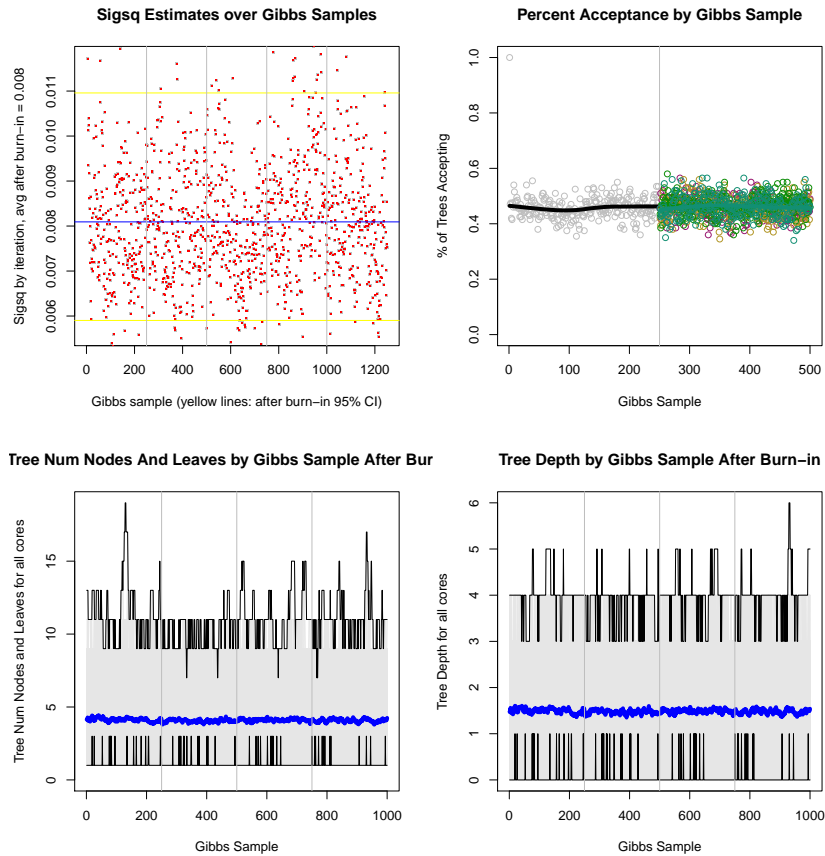 Sigsq Estimates over Gibbs Samples
Sigsq by iteration, avg after burn−in = 0.008
0.006 0.007 0.008 0.009 0.010 0.011
0 200 400 600 800 1000 1200
Gibbs sample (yellow lines: after burn−in 95% CI)
Percent Acceptance by Gibbs Sample
% of Trees Accepting
0.0 0.2 0.4 0.6 0.8 1.0
0 100 200 300 400 500
Gibbs Sample
Tree Num Nodes And Leaves by Gibbs Sample After Bur
Tree Num Nodes and Leaves for all cores
0 5 10 15
0 200 400 600 800 1000
Gibbs Sample
Tree Depth by Gibbs Sample After Burn−in
Tree Depth for all cores
0 1 2 3 4 5 6
0 200 400 600 800 1000
Gibbs Sample